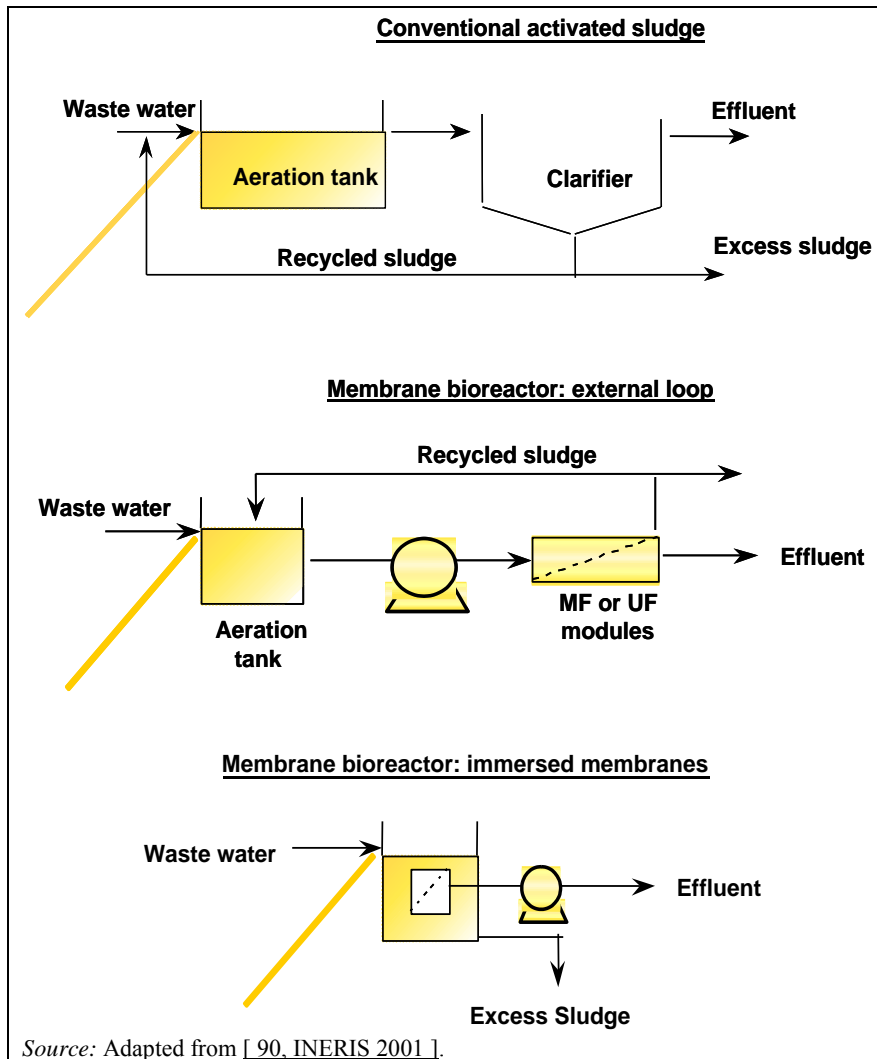 Conventional activated sludge
Waste water
Effluent
Aeration tank
Clarifier
Recycled sludge
Excess sludge
Membrane bioreactor: external loop
Recycled sludge
Waste water
Effluent
Aeration
tank
MF or UF
modules
Membrane bioreactor: immersed membranes
Waste water
Effluent
Excess Sludge
Source: Adapted from [ 90, INERIS 2001 ].